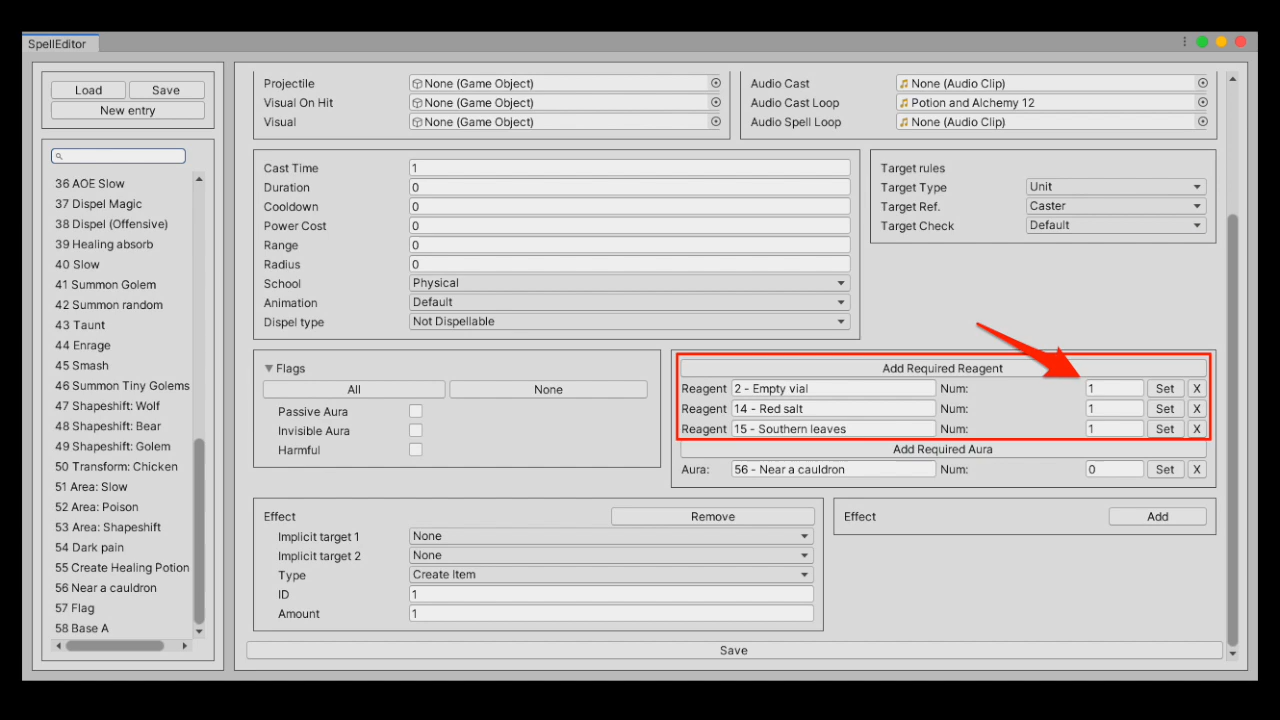 SpellEditor
Load Save
New entry
36 AOE Slow
37 Dispel Magic
38 Dispel (Offensive)
39 Healing absorb
40 Slow
41 Summon Golem
42 Summon random
43 Taunt
44 Enrage
45 Smash
46 Summon Tiny Golems
47 Shapeshift: Wolf
48 Shapeshift: Bear
49 Shapeshift: Golem
50 Transform: Chicken
51 Area: Slow
52 Area: Poison
53 Area: Shapeshift
54 Dark pain
55 Create Healing Potion
56 Near a cauldron
57 Flag
58 Base A
Projectile None (Game Object)
Visual On Hit None (Game Object)
Visual None (Game Object)
Audio Cast None (Audio Clip)
Audio Cast Loop Potion and Alchemy 12
Audio Spell Loop None (Audio Clip)
Cast Time 1
Duration 0
Cooldown 0
Power Cost 0
Range 0
Radius 0
School Physical
Animation Default
Dispel type Not Dispellable
Target rules
Target Type Unit
Target Ref. Caster
Target Check Default
Flags
All None
Passive Aura
Invisible Aura
Harmful
Add Required Reagent
Reagent 2 - Empty vial Num: 1 Set X
Reagent 14 - Red salt Num: 1 Set X
Reagent 15 - Southern leaves Num: 1 Set X
Add Required Aura
Aura: 56 - Near a cauldron Num: 0 Set X
Effect Remove
Implicit target 1 None
Implicit target 2 None
Type Create Item
ID 1
Amount 1
Effect Add
Save